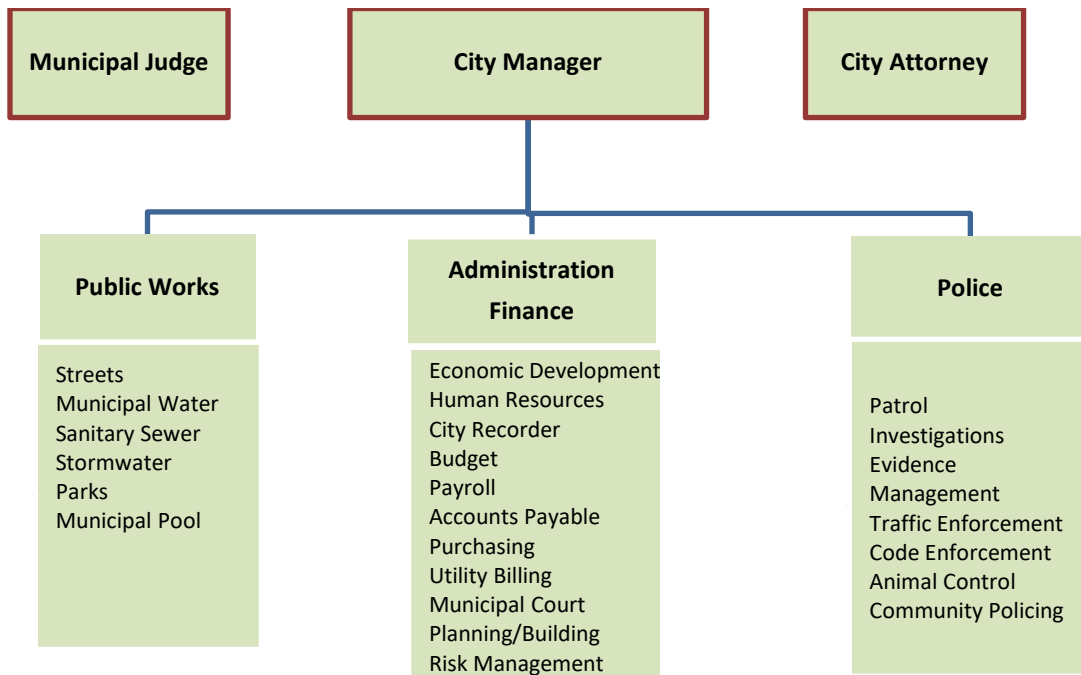 Municipal Judge
City Manager
City Attorney
Public Works
Streets
Municipal Water
Sanitary Sewer
Stormwater
Parks
Municipal Pool
Administration
Finance
Economic Development
Human Resources
City Recorder
Budget
Payroll
Accounts Payable
Purchasing
Utility Billing
Municipal Court
Planning/Building
Risk Management
Police
Patrol
Investigations
Evidence
Management
Traffic Enforcement
Code Enforcement
Animal Control
Community Policing